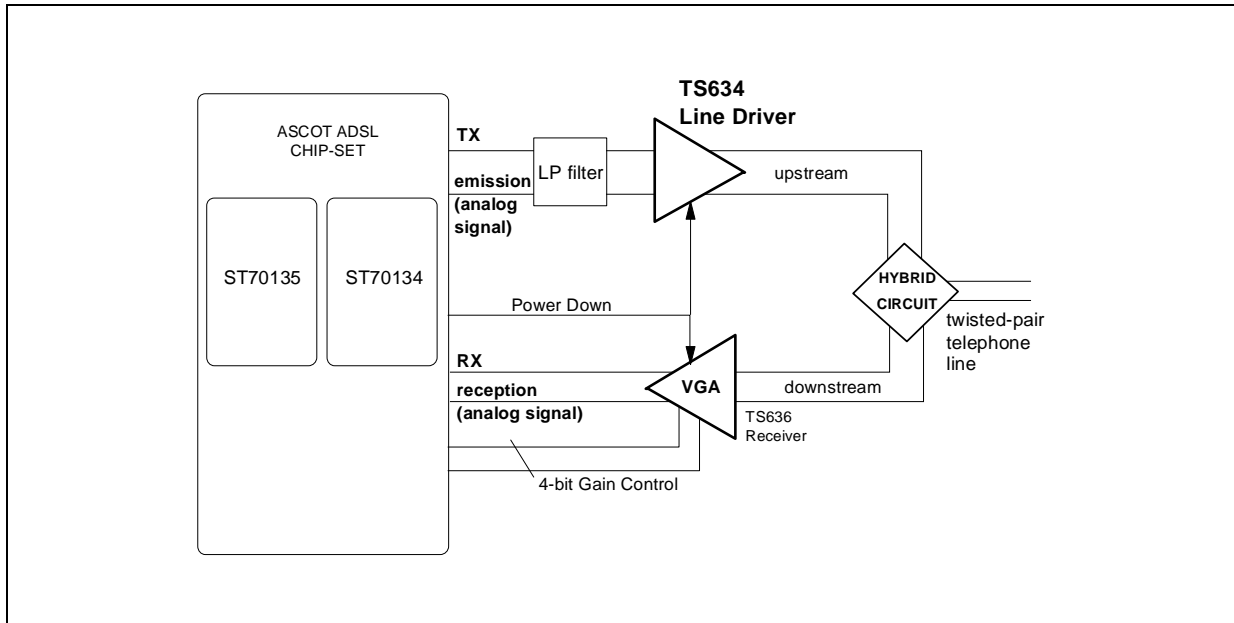 ASCOT ADSL
CHIP-SET
ST70135
ST70134
TX
emission
(analog
signal)
LP filter
TS634
Line Driver
upstream
HYBRID
CIRCUIT
twisted-pair
telephone
line
Power Down
RX
reception
(analog signal)
VGA
downstream
TS636
Receiver
4-bit Gain Control